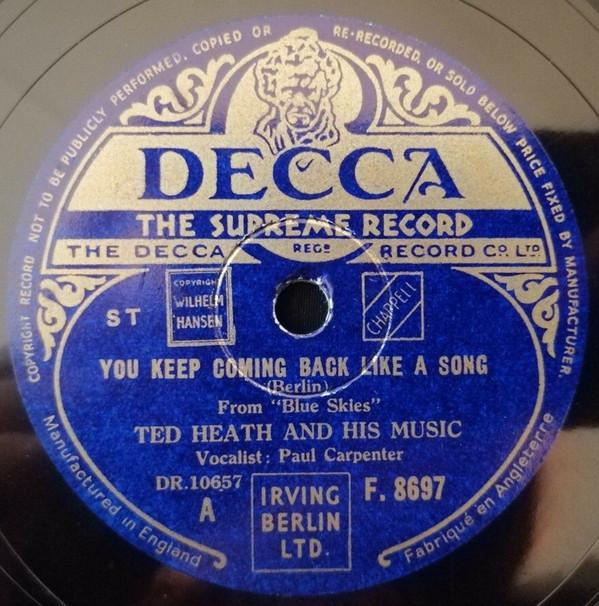 COPYRIGHT RECORD NOT TO BE PUBLICLY PERFORMED, COPIED OR RE-RECORDED, OR SOLD BELOW PRICE FIXED BY MANUFACTURER.
DECCA
THE SUPREME RECORD
THE DECCA REGD RECORD CO. LTD
ST
COPYRIGHT
WILHELM
HANSEN
CHAPPELL
YOU KEEP COMING BACK LIKE A SONG
(Berlin)
From "Blue Skies"
TED HEATH AND HIS MUSIC
Vocalist: Paul Carpenter
DR.10657
A
IRVING
BERLIN
LTD.
F. 8697
Manufactured in England
Fabriqué en Angleterre